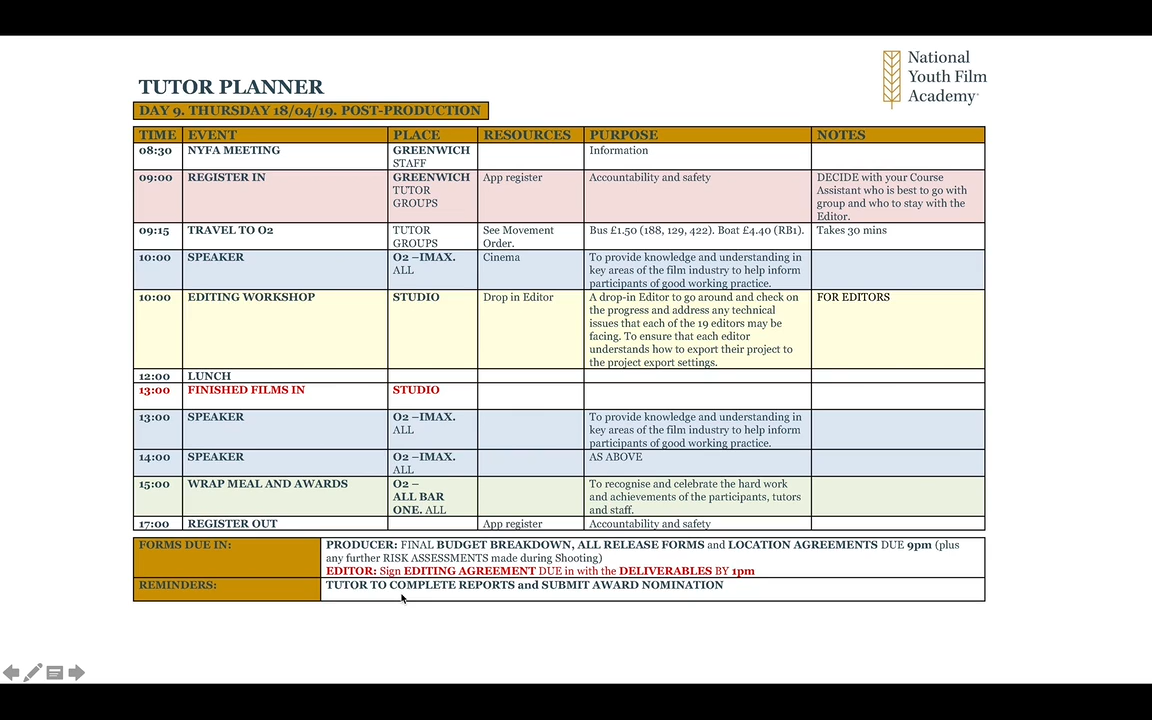 National
Youth Film
Academy
TUTOR PLANNER
DAY 9. THURSDAY 18/04/19. POST-PRODUCTION
TIME EVENT PLACE RESOURCES PURPOSE NOTES
08:30 NYFA MEETING GREENWICH Information
STAFF
09:00 REGISTER IN GREENWICH App register Accountability and safety DECIDE with your Course
TUTOR Assistant who is best to go with
GROUPS group and who to stay with the
Editor.
09:15 TRAVEL TO O2 TUTOR See Movement Bus £1.50 (188, 129, 422). Boat £4.40 (RB1). Takes 30 mins
GROUPS Order.
10:00 SPEAKER O2 –IMAX. Cinema To provide knowledge and understanding in
ALL key areas of the film industry to help inform
participants of good working practice.
10:00 EDITING WORKSHOP STUDIO Drop in Editor A drop-in Editor to go around and check on FOR EDITORS
the progress and address any technical
issues that each of the 19 editors may be
facing. To ensure that each editor
understands how to export their project to
the project export settings.
12:00 LUNCH
13:00 FINISHED FILMS IN STUDIO
13:00 SPEAKER O2 –IMAX. To provide knowledge and understanding in
ALL key areas of the film industry to help inform
participants of good working practice.
14:00 SPEAKER O2 –IMAX. AS ABOVE
ALL
15:00 WRAP MEAL AND AWARDS O2 – To recognise and celebrate the hard work
ALL BAR and achievements of the participants, tutors
ONE. ALL and staff.
17:00 REGISTER OUT App register Accountability and safety
FORMS DUE IN: PRODUCER: FINAL BUDGET BREAKDOWN, ALL RELEASE FORMS and LOCATION AGREEMENTS DUE 9pm (plus
any further RISK ASSESSMENTS made during Shooting)
EDITOR: Sign EDITING AGREEMENT DUE in with the DELIVERABLES BY 1pm
REMINDERS: TUTOR TO COMPLETE REPORTS and SUBMIT AWARD NOMINATION